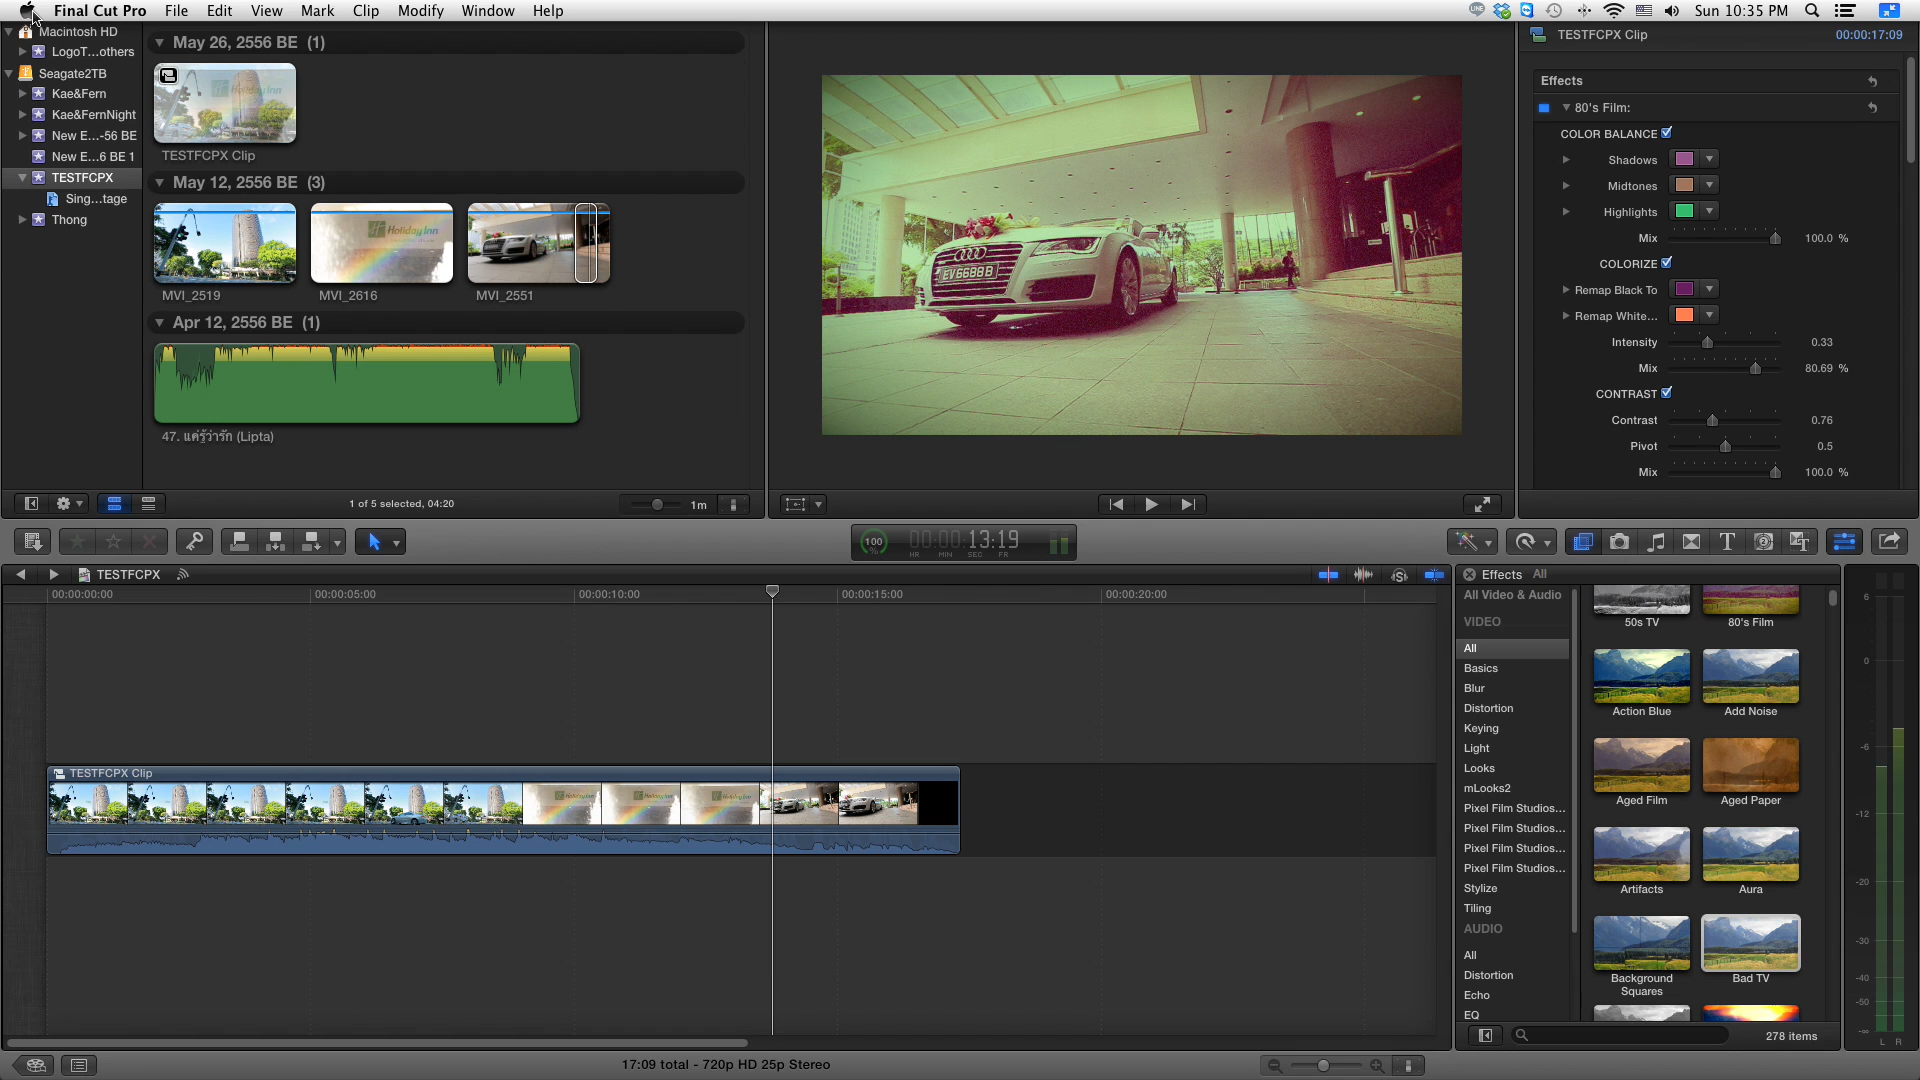 Final Cut Pro File Edit View Mark Clip Modify Window Help
LINE Sun 10:35 PM
Macintosh HD
LogoT...others
Seagate2TB
Kae&Fern
Kae&FernNight
New E...-56 BE
New E...6 BE 1
TESTFCPX
Sing...tage
Thong
May 26, 2556 BE (1)
TESTFCPX Clip
May 12, 2556 BE (3)
Holiday Inn
MVI_2519 MVI_2616 MVI_2551
Apr 12, 2556 BE (1)
47. แค่รู้ว่ารัก (Lipta)
1 of 5 selected, 04:20
1m
EV6688B
TESTFCPX Clip 00:00:17:09
Effects
80's Film:
COLOR BALANCE
Shadows
Midtones
Highlights
Mix 100.0 %
COLORIZE
Remap Black To
Remap White...
Intensity 0.33
Mix 80.69 %
CONTRAST
Contrast 0.76
Pivot 0.5
Mix 100.0 %
100 % 00:00:13:19
HR MIN SEC FR
TESTFCPX
00:00:00:00 00:00:05:00 00:00:10:00 00:00:15:00 00:00:20:00
TESTFCPX Clip
Effects All
All Video & Audio
VIDEO
All
Basics
Blur
Distortion
Keying
Light
Looks
mLooks2
Pixel Film Studios...
Pixel Film Studios...
Pixel Film Studios...
Pixel Film Studios...
Stylize
Tiling
AUDIO
All
Distortion
Echo
EQ
50s TV 80's Film
Action Blue Add Noise
Aged Film Aged Paper
Artifacts Aura
Background Squares Bad TV
278 items
6
0
-6
-12
-20
-30
-40
-50
-∞
L R
17:09 total - 720p HD 25p Stereo